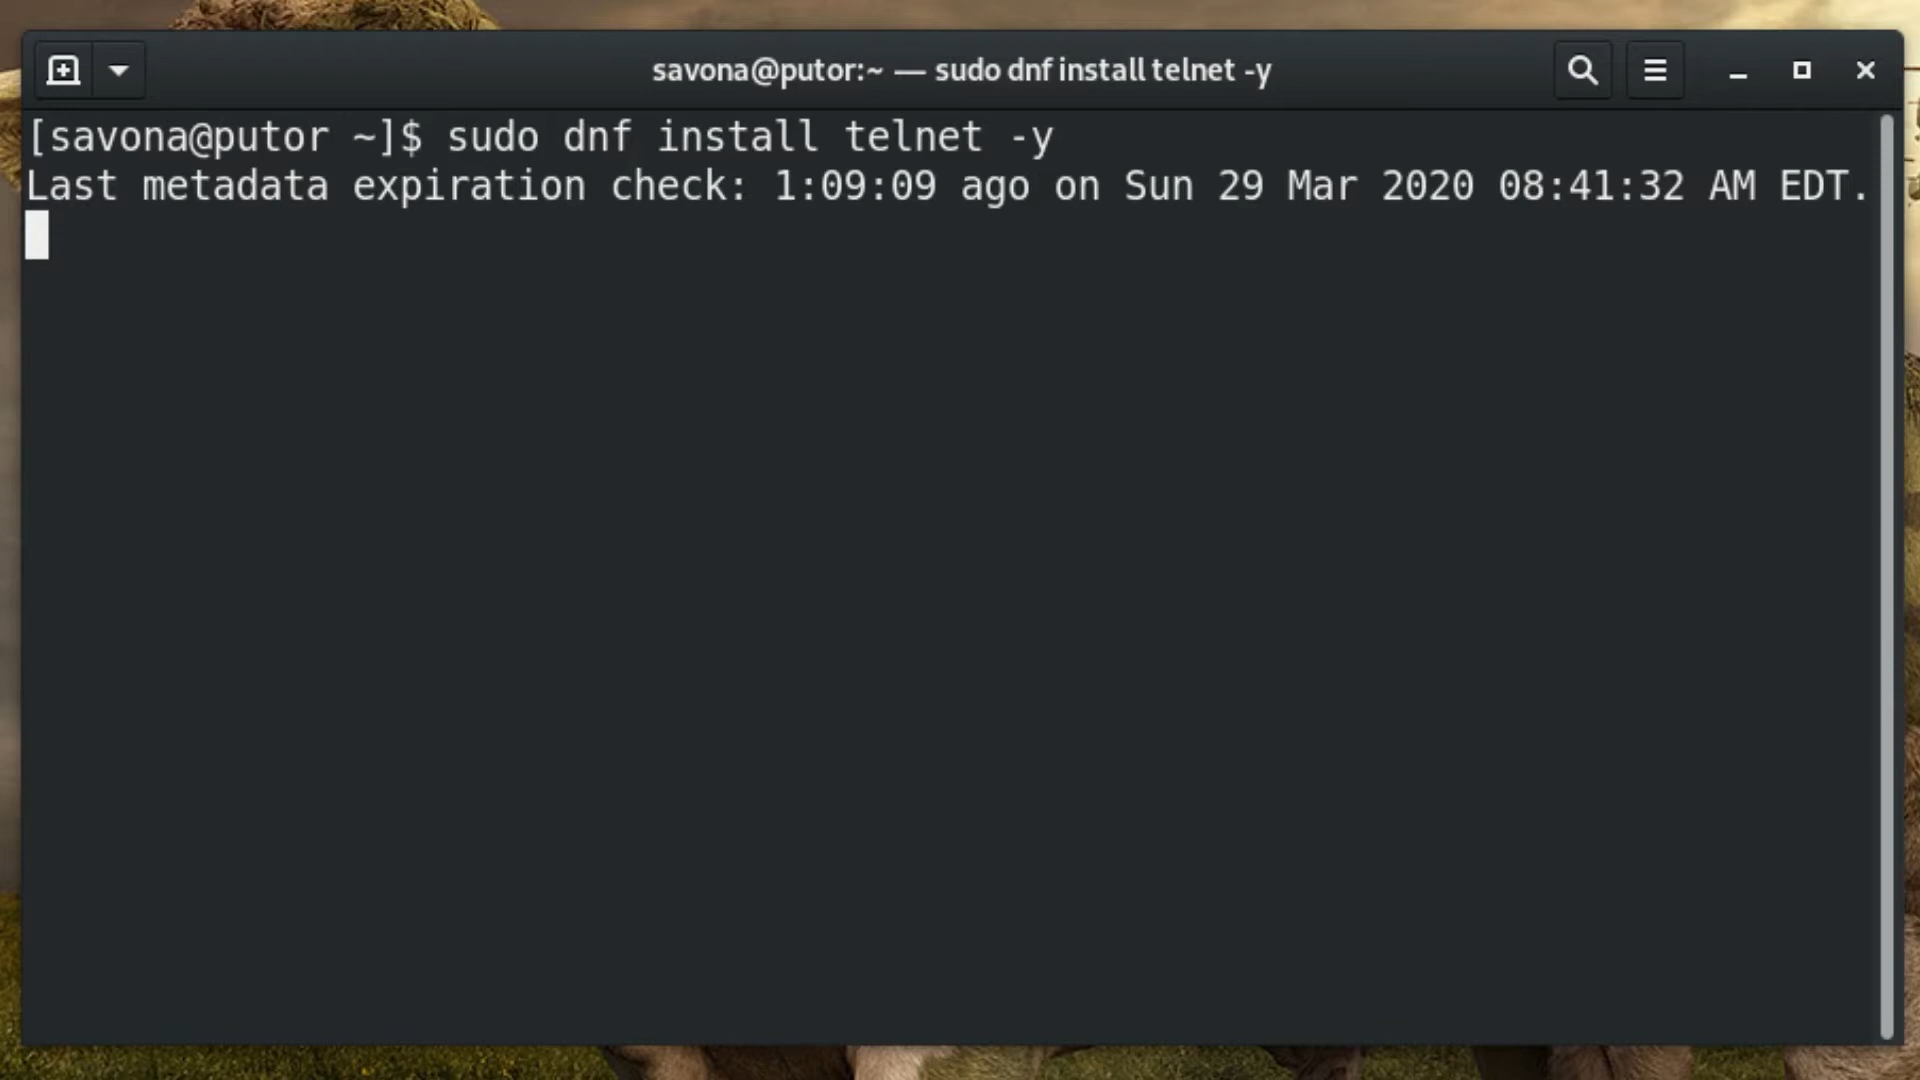 savona@putor:~ — sudo dnf install telnet -y
[savona@putor ~]$ sudo dnf install telnet -y
Last metadata expiration check: 1:09:09 ago on Sun 29 Mar 2020 08:41:32 AM EDT.